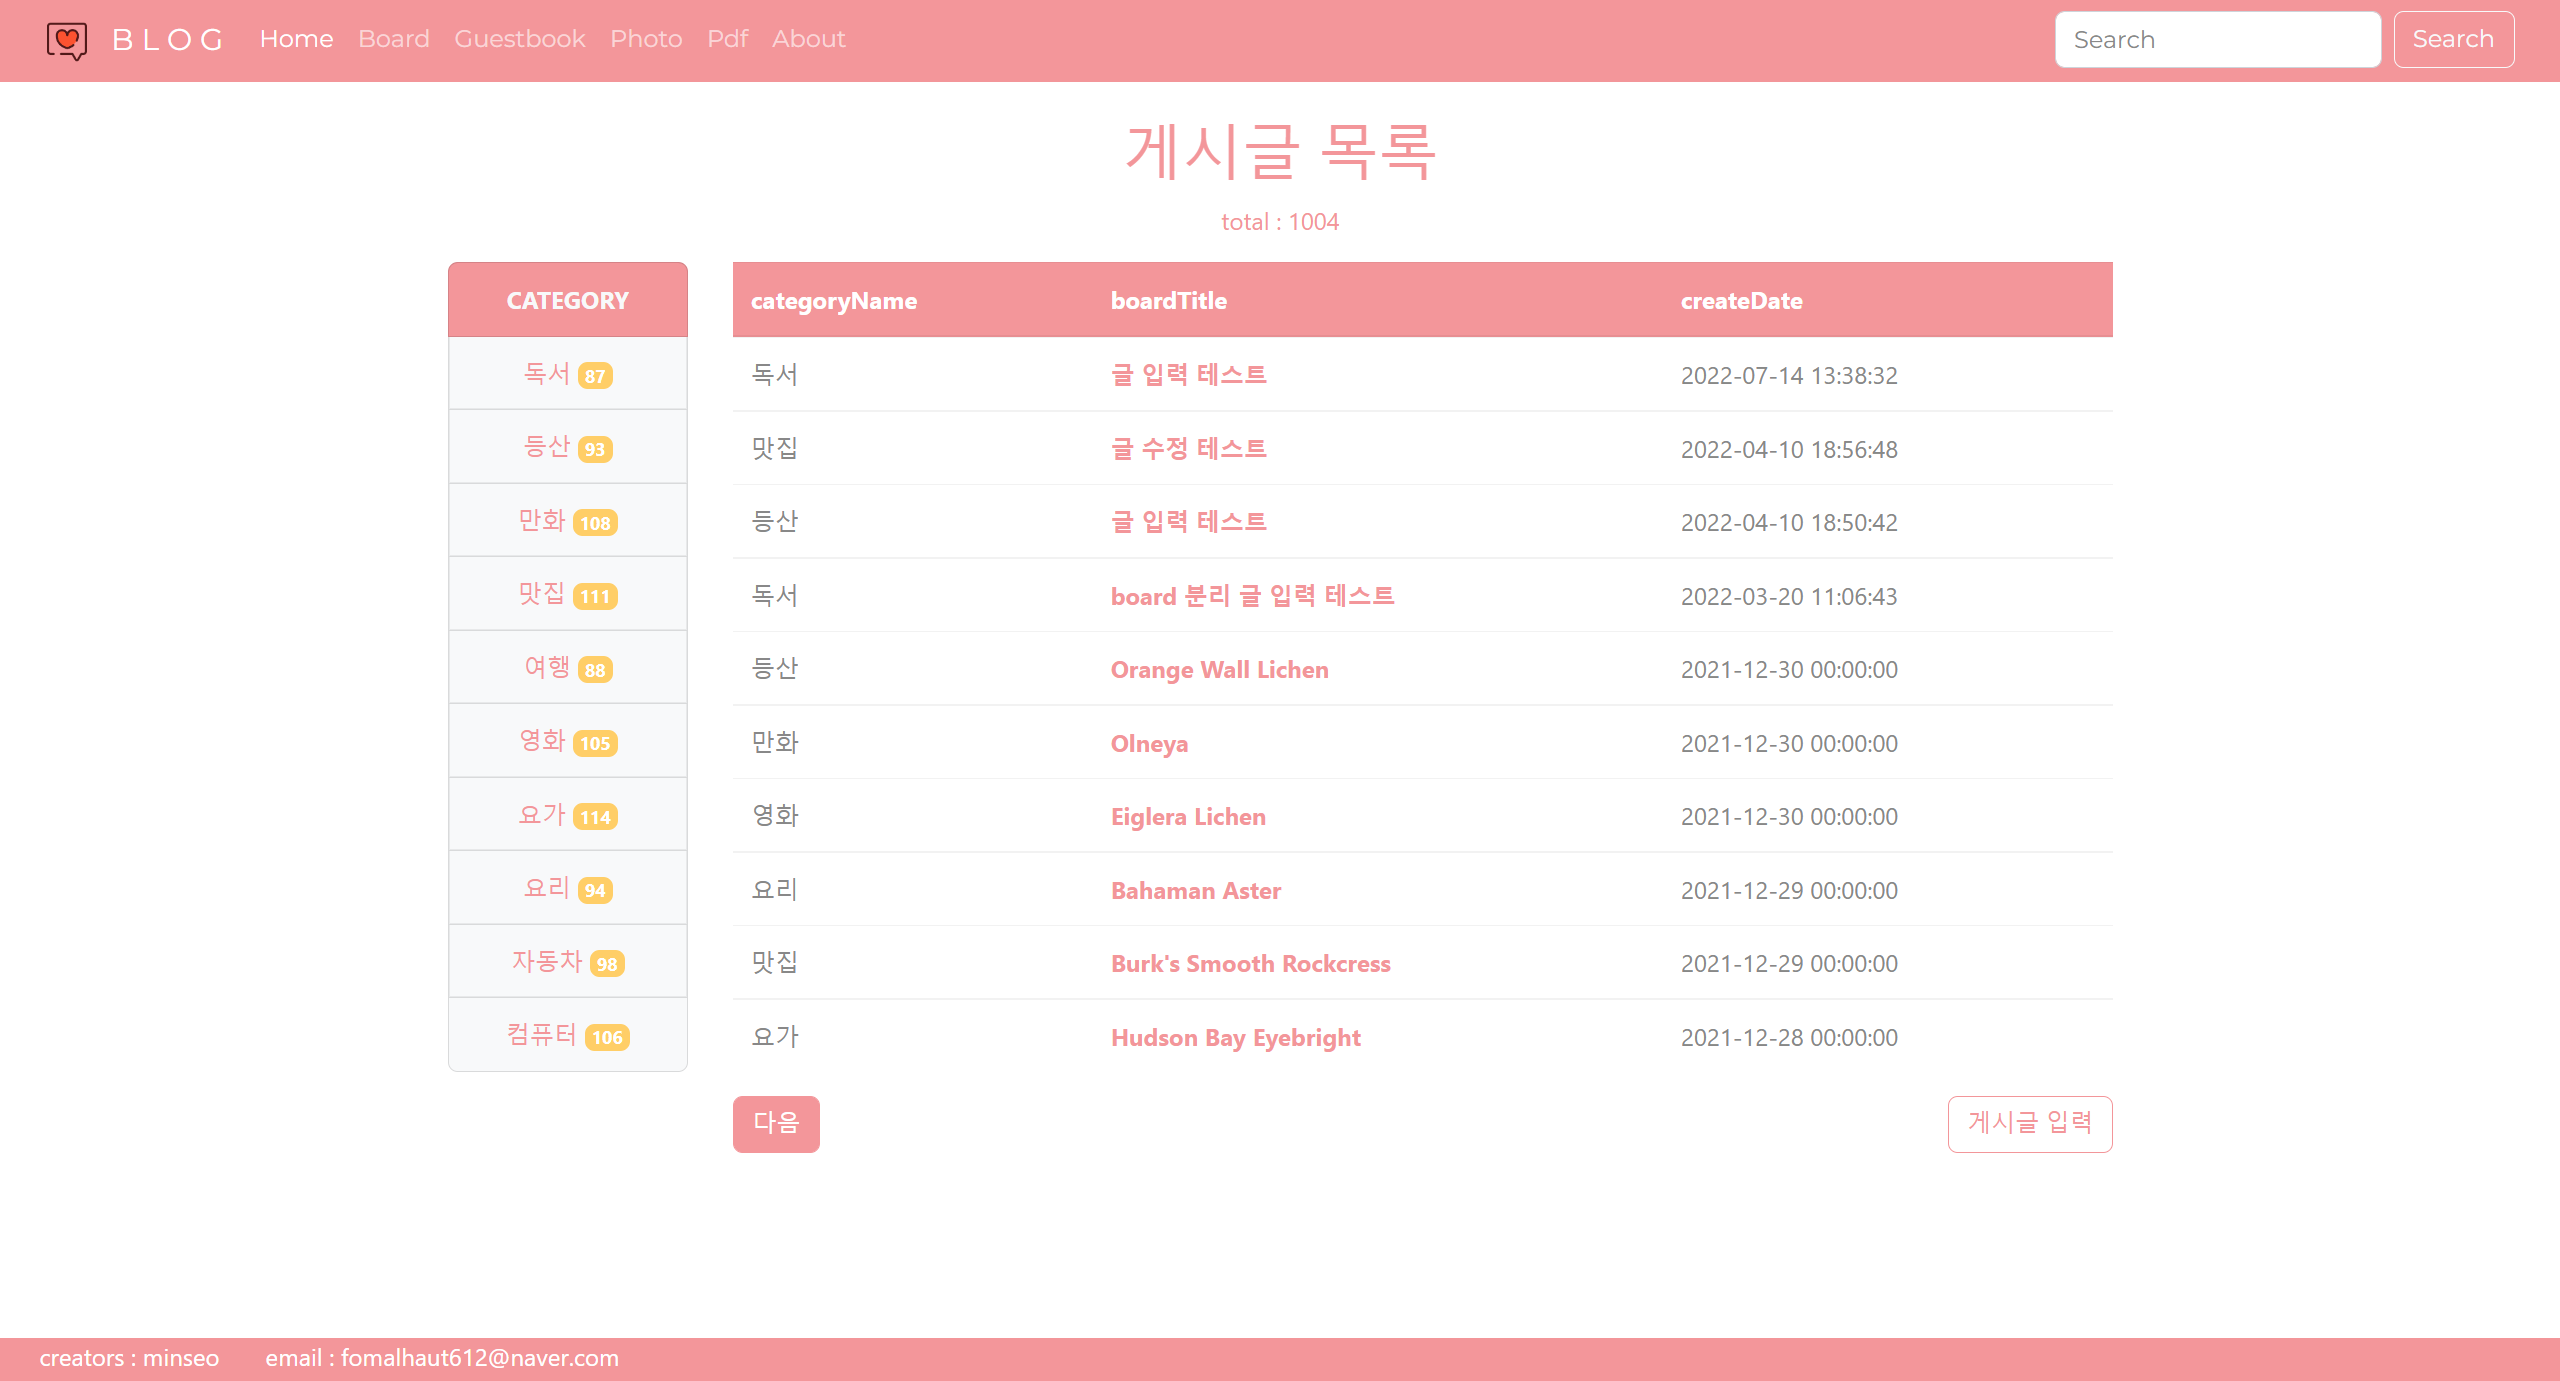 BLOG Home Board Guestbook Photo Pdf About Search Search
게시글 목록
total : 1004
CATEGORY
독서 87
등산 93
만화 108
맛집 111
여행 88
영화 105
요가 114
요리 94
자동차 98
컴퓨터 106
categoryName boardTitle createDate
독서 글 입력 테스트 2022-07-14 13:38:32
맛집 글 수정 테스트 2022-04-10 18:56:48
등산 글 입력 테스트 2022-04-10 18:50:42
독서 board 분리 글 입력 테스트 2022-03-20 11:06:43
등산 Orange Wall Lichen 2021-12-30 00:00:00
만화 Olneya 2021-12-30 00:00:00
영화 Eiglera Lichen 2021-12-30 00:00:00
요리 Bahaman Aster 2021-12-29 00:00:00
맛집 Burk's Smooth Rockcress 2021-12-29 00:00:00
요가 Hudson Bay Eyebright 2021-12-28 00:00:00
다음 게시글 입력
creators : minseo email : fomalhaut612@naver.com